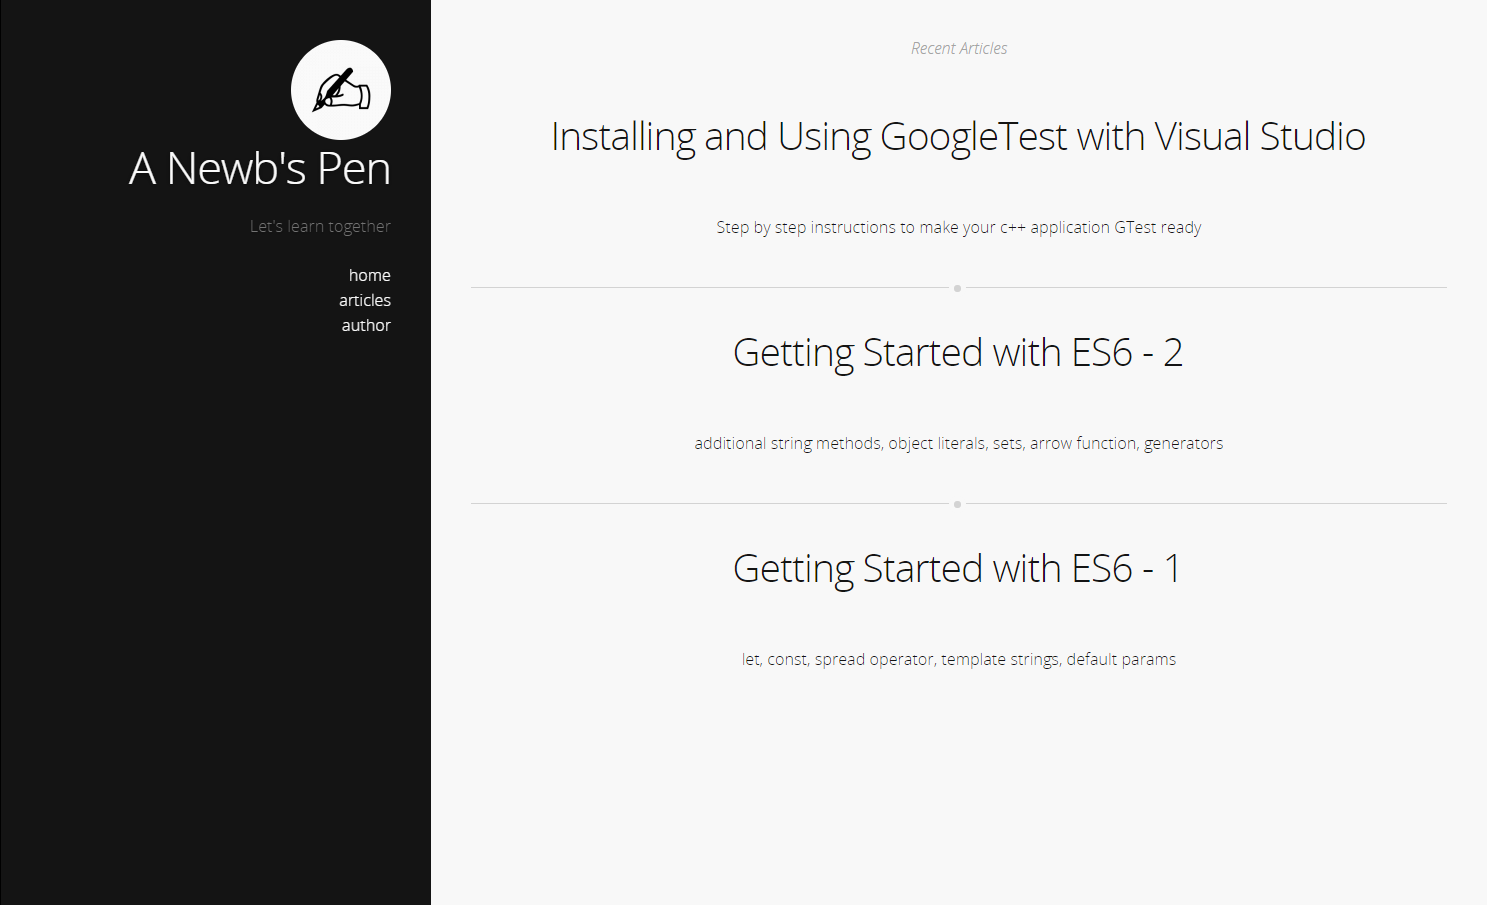 A Newb's Pen
Let's learn together
home
articles
author
Recent Articles
Installing and Using GoogleTest with Visual Studio
Step by step instructions to make your c++ application GTest ready
Getting Started with ES6 - 2
additional string methods, object literals, sets, arrow function, generators
Getting Started with ES6 - 1
let, const, spread operator, template strings, default params